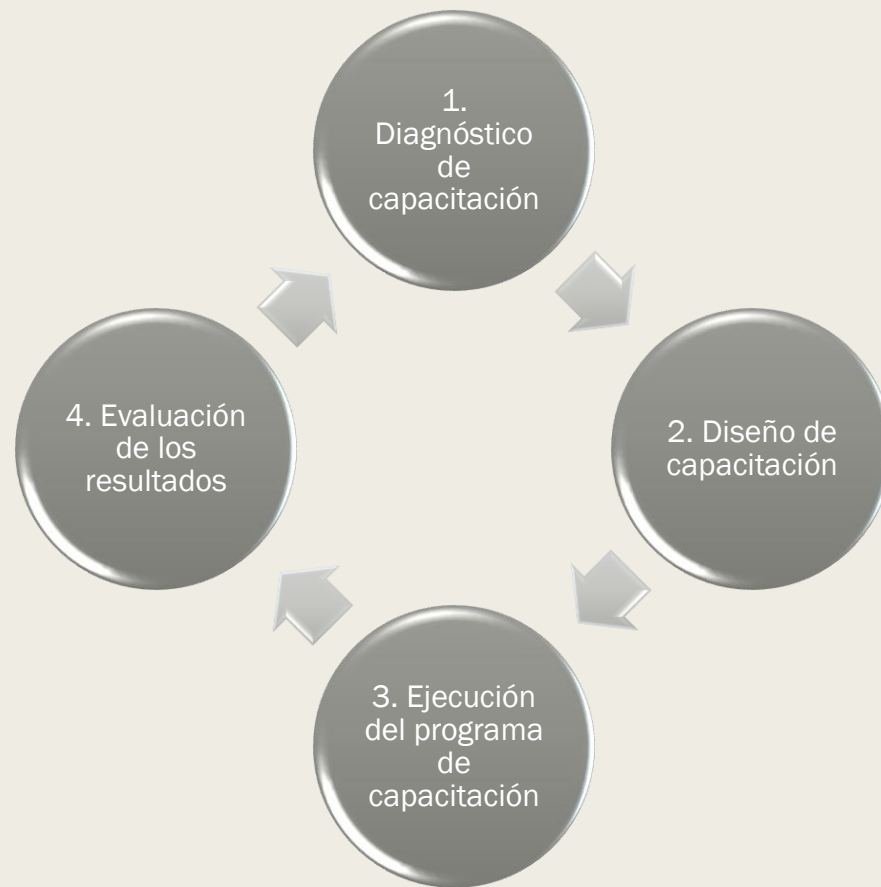 1.
Diagnóstico
de
capacitación
2. Diseño de
capacitación
3. Ejecución
del programa
de
capacitación
4. Evaluación
de los
resultados